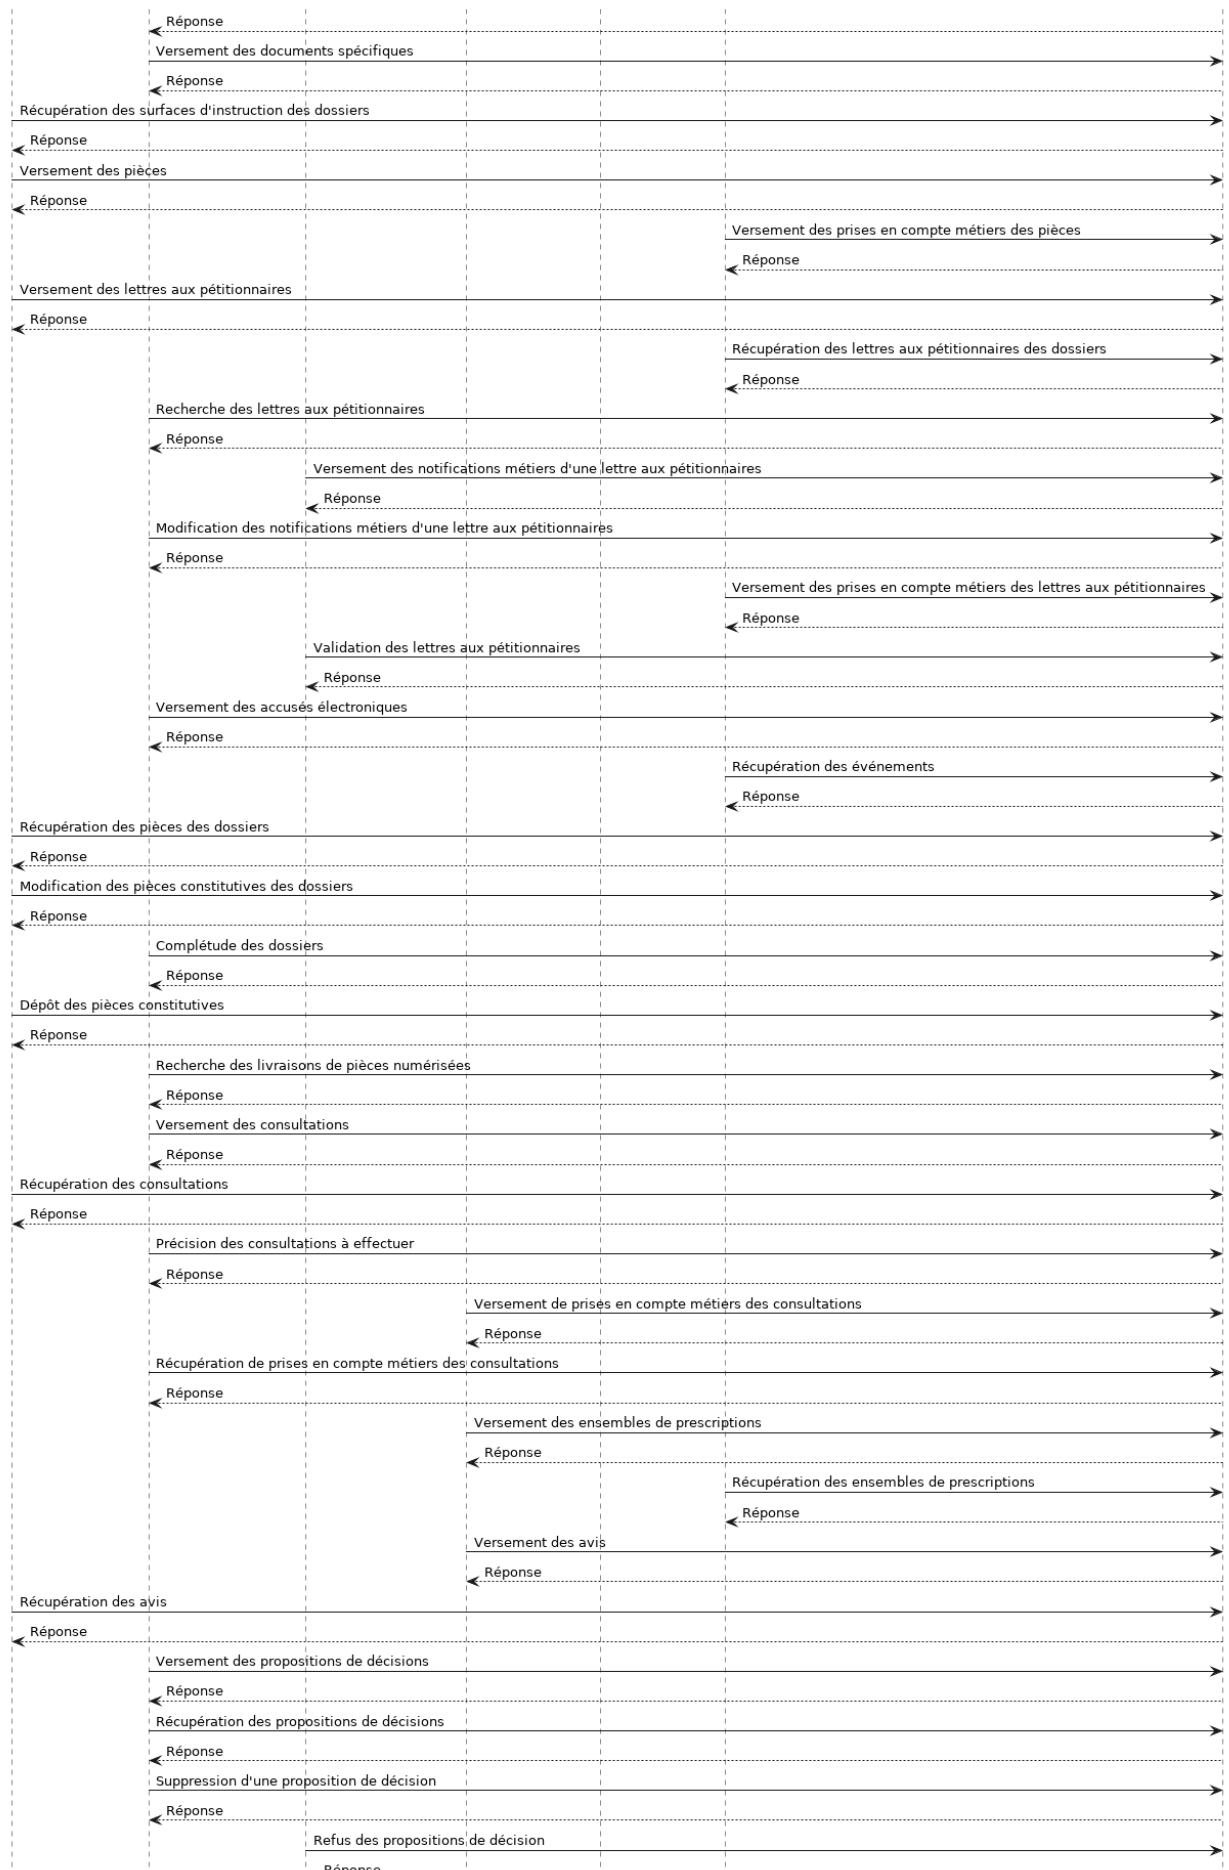 Réponse
Versement des documents spécifiques
Réponse
Récupération des surfaces d'instruction des dossiers
Réponse
Versement des pièces
Réponse
Versement des prises en compte métiers des pièces
Réponse
Versement des lettres aux pétitionnaires
Réponse
Récupération des lettres aux pétitionnaires des dossiers
Réponse
Recherche des lettres aux pétitionnaires
Réponse
Versement des notifications métiers d'une lettre aux pétitionnaires
Réponse
Modification des notifications métiers d'une lettre aux pétitionnaires
Réponse
Versement des prises en compte métiers des lettres aux pétitionnaires
Réponse
Validation des lettres aux pétitionnaires
Réponse
Versement des accusés électroniques
Réponse
Récupération des événements
Réponse
Récupération des pièces des dossiers
Réponse
Modification des pièces constitutives des dossiers
Réponse
Complétude des dossiers
Réponse
Dépôt des pièces constitutives
Réponse
Recherche des livraisons de pièces numérisées
Réponse
Versement des consultations
Réponse
Récupération des consultations
Réponse
Précision des consultations à effectuer
Réponse
Versement de prises en compte métiers des consultations
Réponse
Récupération de prises en compte métiers des consultations
Réponse
Versement des ensembles de prescriptions
Réponse
Récupération des ensembles de prescriptions
Réponse
Versement des avis
Réponse
Récupération des avis
Réponse
Versement des propositions de décisions
Réponse
Récupération des propositions de décisions
Réponse
Suppression d'une proposition de décision
Réponse
Refus des propositions de décision
Réponse